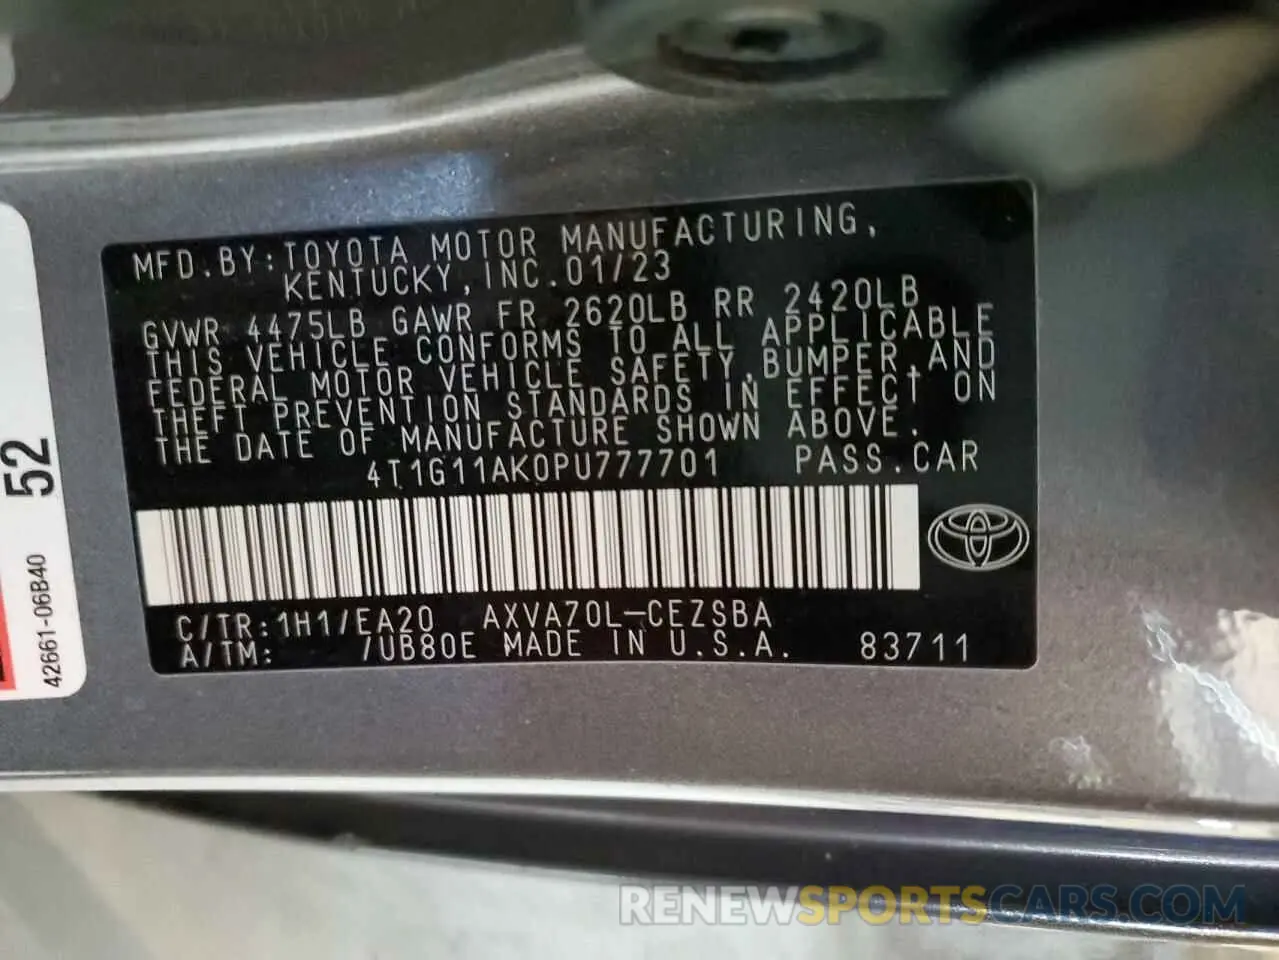 MFD.BY:TOYOTA MOTOR MANUFACTURING,
KENTUCKY,INC.01/23
GVWR 4475LB GAWR FR 2620LB RR 2420LB
THIS VEHICLE CONFORMS TO ALL APPLICABLE
FEDERAL MOTOR VEHICLE SAFETY,BUMPER,AND
THEFT PREVENTION STANDARDS IN EFFECT ON
THE DATE OF MANUFACTURE SHOWN ABOVE.
4T1G11AK0PU777701 PASS.CAR
C/TR:1H1/EA20 AXVA70L-CEZSBA
A/TM: /UB80E MADE IN U.S.A. 83711
52
42661-06B40
RENEWSPORTSCARS.COM